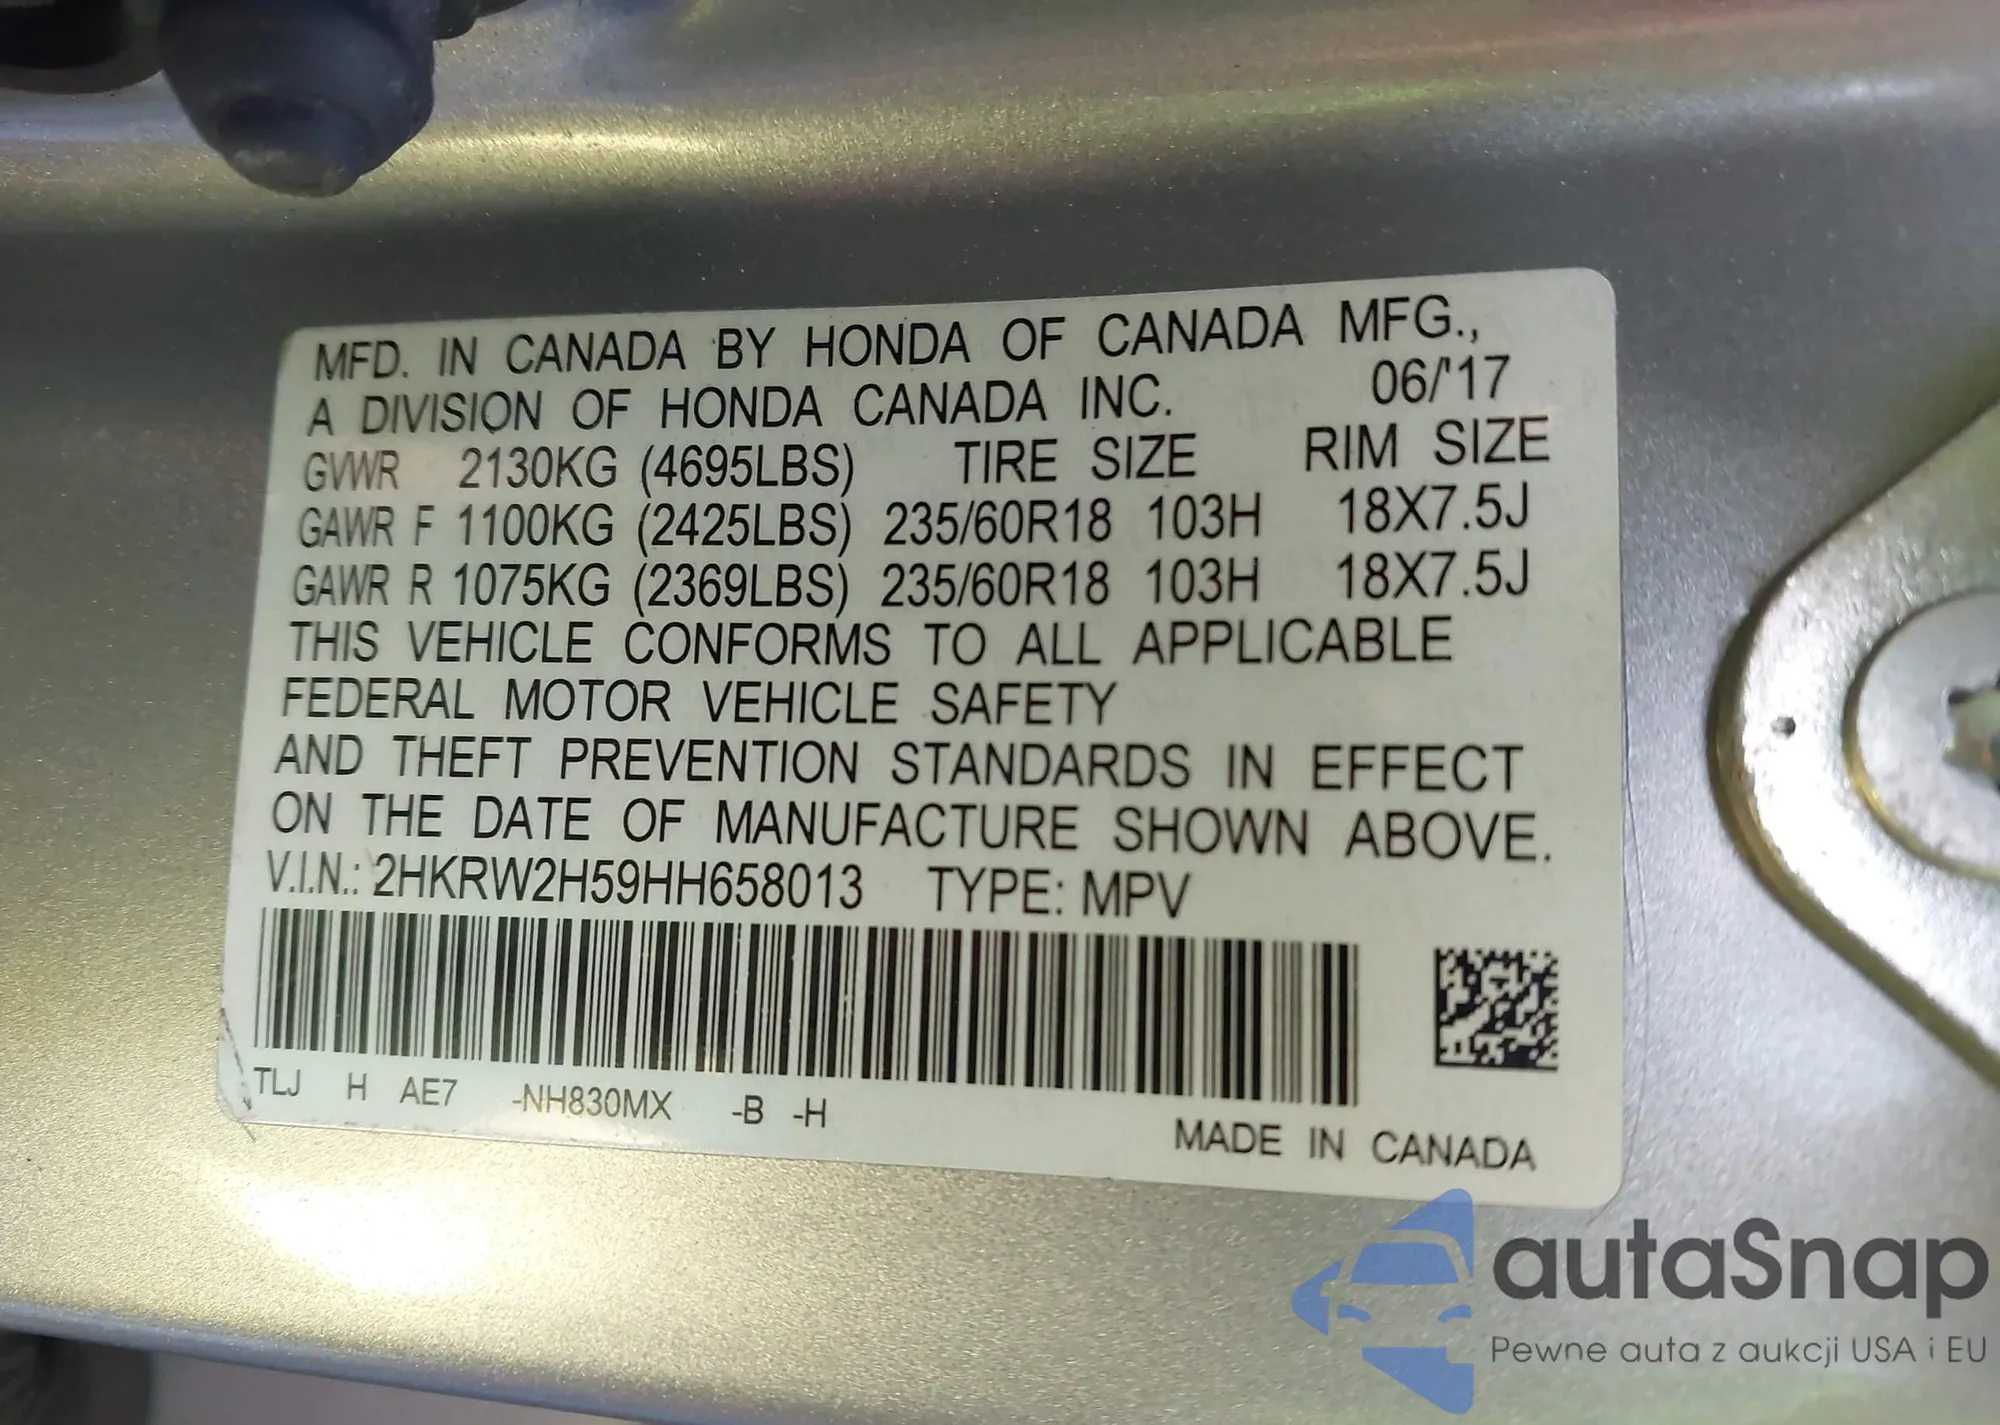 MFD. IN CANADA BY HONDA OF CANADA MFG.,
A DIVISION OF HONDA CANADA INC. 06/'17
GVWR 2130KG (4695LBS) TIRE SIZE RIM SIZE
GAWR F 1100KG (2425LBS) 235/60R18 103H 18X7.5J
GAWR R 1075KG (2369LBS) 235/60R18 103H 18X7.5J
THIS VEHICLE CONFORMS TO ALL APPLICABLE
FEDERAL MOTOR VEHICLE SAFETY
AND THEFT PREVENTION STANDARDS IN EFFECT
ON THE DATE OF MANUFACTURE SHOWN ABOVE.
V.I.N.: 2HKRW2H59HH658013 TYPE: MPV
TLJ H AE7 -NH830MX -B -H
MADE IN CANADA
autaSnap
Pewne auta z aukcji USA i EU